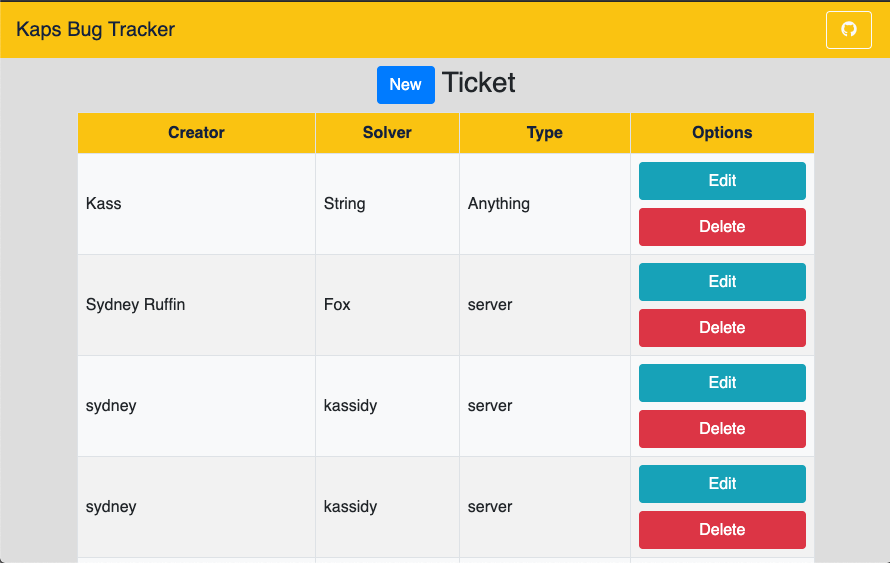 Kaps Bug Tracker
New Ticket
Creator Solver Type Options
Kass String Anything Edit
Delete
Sydney Ruffin Fox server Edit
Delete
sydney kassidy server Edit
Delete
sydney kassidy server Edit
Delete